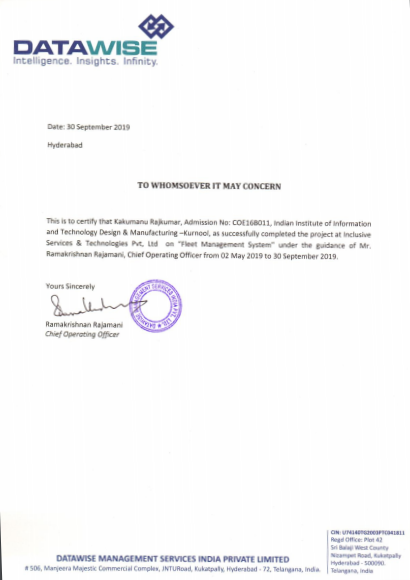 DATAWISE
Intelligence. Insights. Infinity.
Date: 30 September 2019
Hyderabad
TO WHOMSOEVER IT MAY CONCERN
This is to certify that Kakumanu Rajkumar, Admission No: COE16B011, Indian Institute of Information
and Technology Design & Manufacturing –Kurnool, as successfully completed the project at Inclusive
Services & Technologies Pvt, Ltd on "Fleet Management System" under the guidance of Mr.
Ramakrishnan Rajamani, Chief Operating Officer from 02 May 2019 to 30 September 2019.
Yours Sincerely
DATAWISE MANAGEMENT SERVICES INDIA PVT. LTD.
Ramakrishnan Rajamani
Chief Operating Officer
DATAWISE MANAGEMENT SERVICES INDIA PRIVATE LIMITED
# 506, Manjeera Majestic Commercial Complex, JNTURoad, Kukatpally, Hyderabad - 72, Telangana, India.
CIN:
Regd Office: Plot 42
Sri Balaji West County
Nizampet Road, Kukatpally
Hyderabad - 500090.
Telangana, India